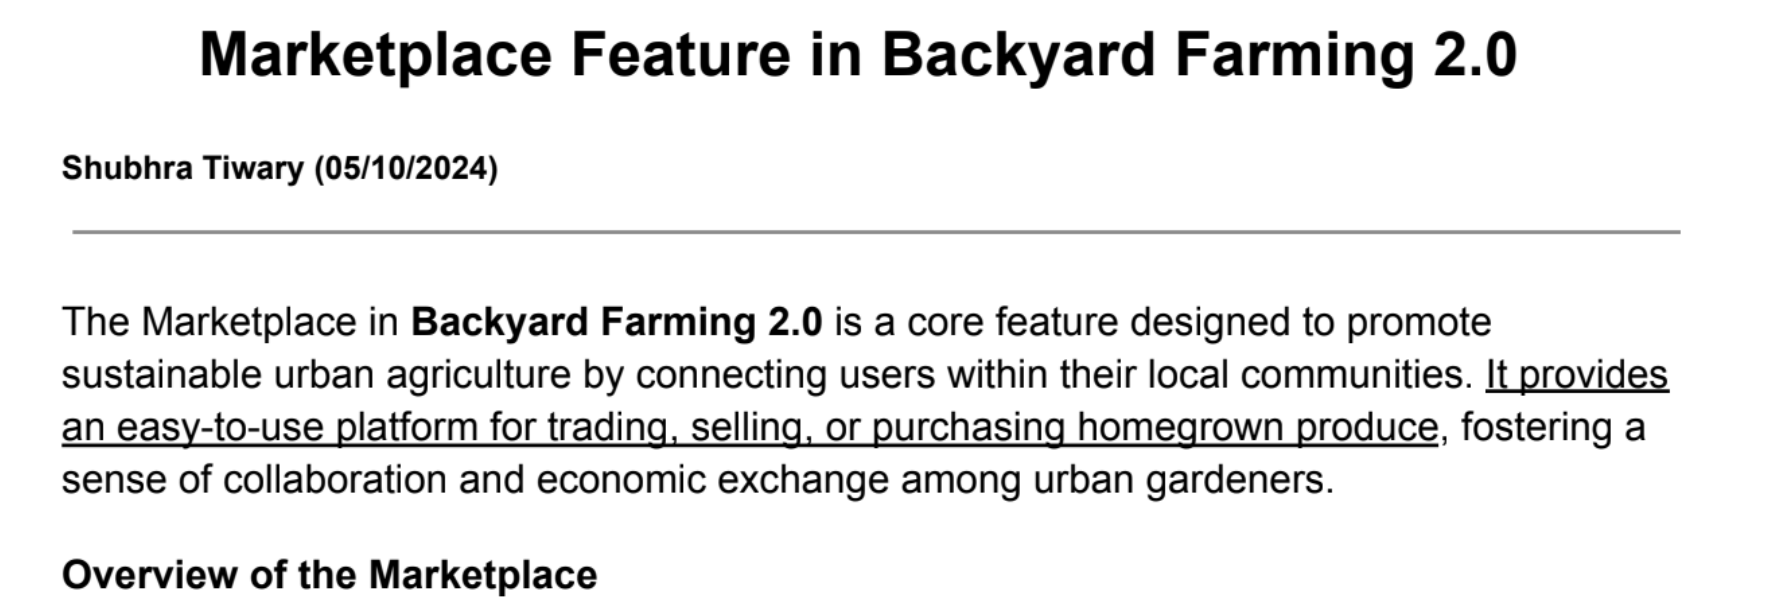 Marketplace Feature in Backyard Farming 2.0
Shubhra Tiwary (05/10/2024)
The Marketplace in Backyard Farming 2.0 is a core feature designed to promote
sustainable urban agriculture by connecting users within their local communities. It provides
an easy-to-use platform for trading, selling, or purchasing homegrown produce, fostering a
sense of collaboration and economic exchange among urban gardeners.
Overview of the Marketplace